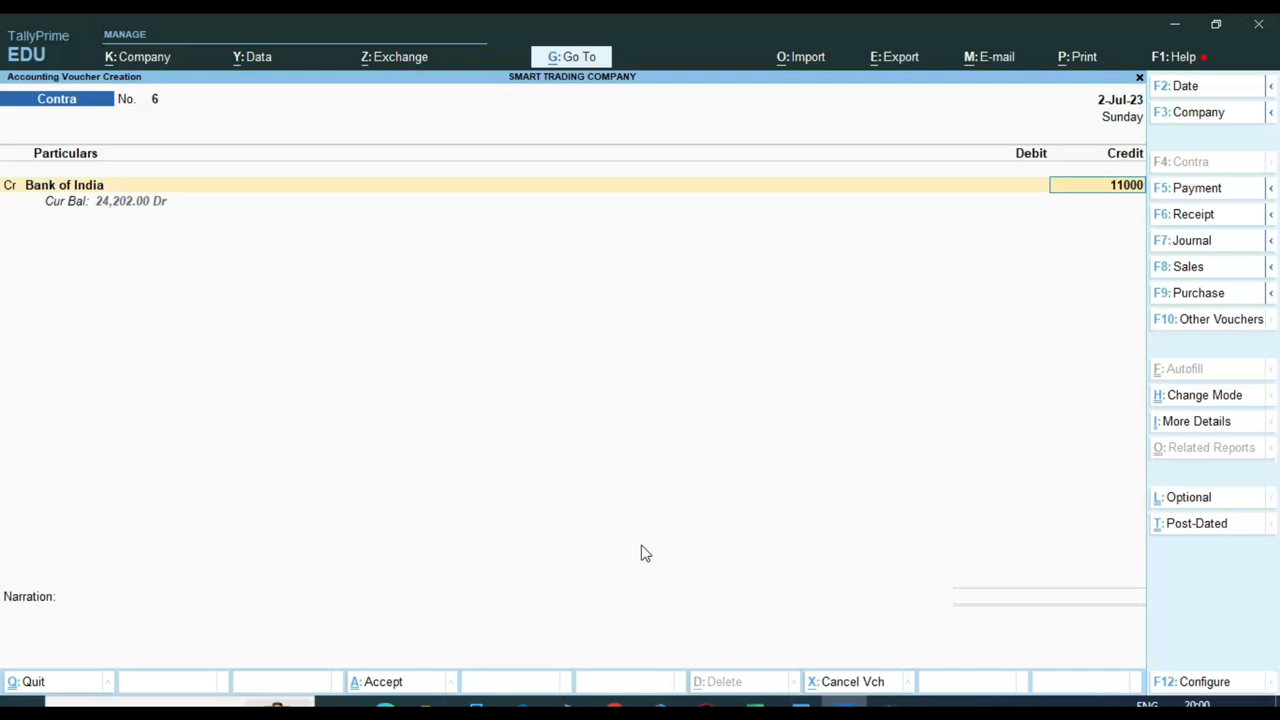 TallyPrime
EDU
MANAGE
K: Company
Y: Data
Z: Exchange
G: Go To
O: Import
E: Export
M: E-mail
P: Print
F1: Help
Accounting Voucher Creation
SMART TRADING COMPANY
Contra No. 6
2-Jul-23
Sunday
Particulars Debit Credit
Cr Bank of India 11000
Cur Bal: 24,202.00 Dr
Narration:
F2: Date
F3: Company
F4: Contra
F5: Payment
F6: Receipt
F7: Journal
F8: Sales
F9: Purchase
F10: Other Vouchers
F: Autofill
H: Change Mode
I: More Details
O: Related Reports
L: Optional
T: Post-Dated
Q: Quit
A: Accept
D: Delete
X: Cancel Vch
F12: Configure
ENG 20:00